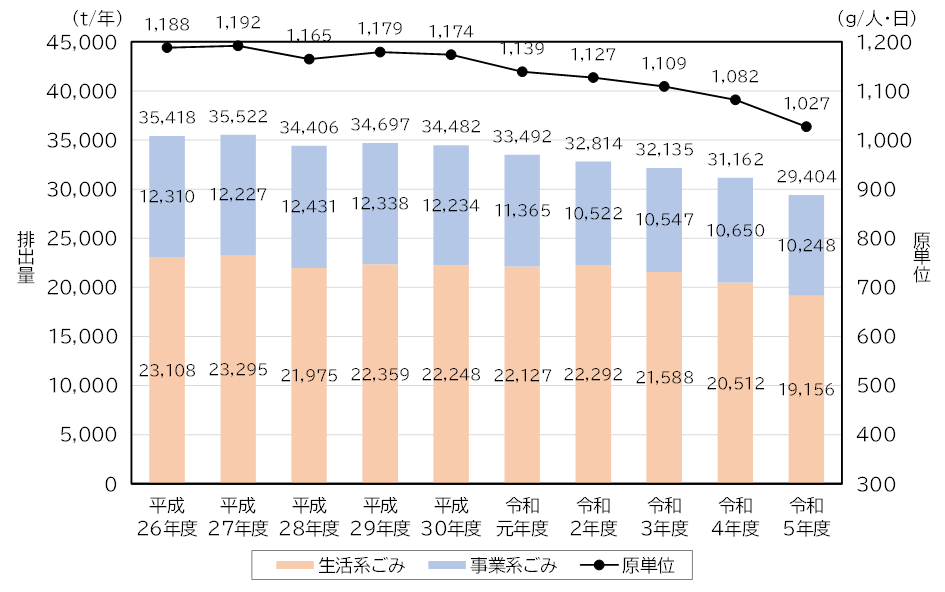 （t/年）
（g/人・日）
1,188 1,192 1,165 1,179 1,174 1,139 1,127 1,109 1,082 1,027
45,000
40,000
35,000
30,000
25,000
20,000
15,000
10,000
5,000
0
排出量
35,418 35,522 34,406 34,697 34,482 33,492 32,814 32,135 31,162 29,404
12,310 12,227 12,431 12,338 12,234 11,365 10,522 10,547 10,650 10,248
23,108 23,295 21,975 22,359 22,248 22,127 22,292 21,588 20,512 19,156
1,200
1,100
1,000
900
800
700
600
500
400
300
原単位
平成 平成 平成 平成 平成 令和 令和 令和 令和 令和
26年度 27年度 28年度 29年度 30年度 元年度 2年度 3年度 4年度 5年度
生活系ごみ 事業系ごみ 原単位